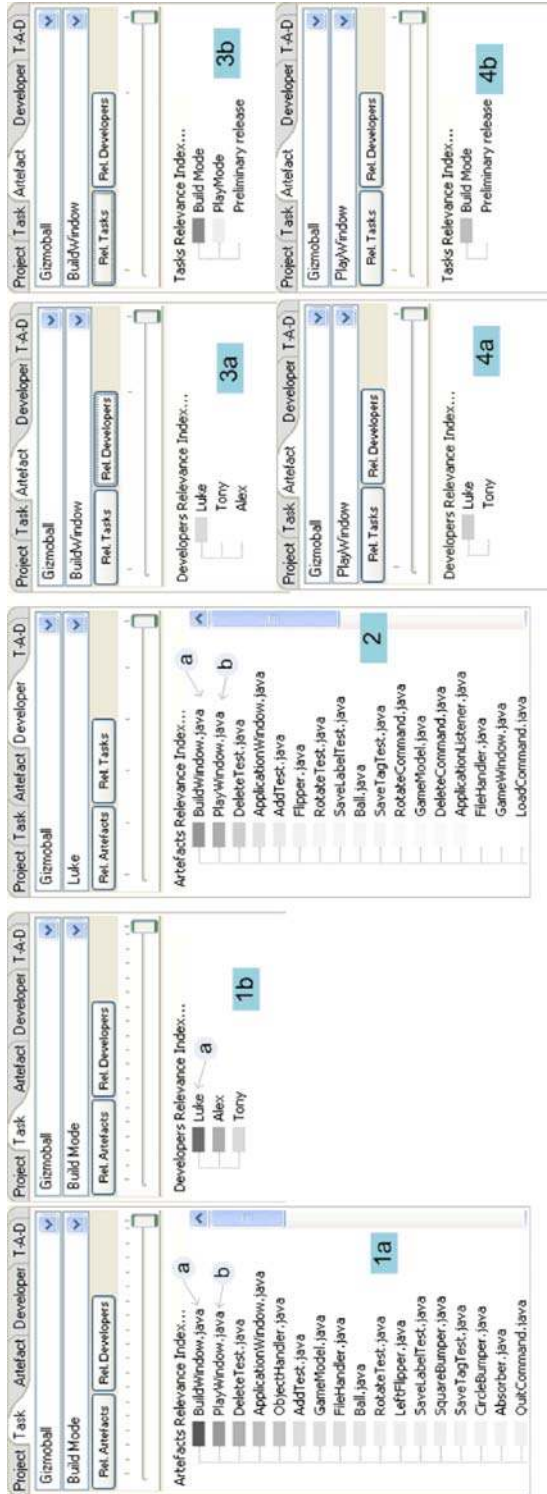 Project Task Artefact Developer T-A-D
Gizmoball
Build Mode
Rel. Artefacts Rel. Developers
Artefacts Relevance Index...
BuildWindow.java a
PlayWindow.java b
DeleteTest.java
ApplicationWindow.java
ObjectHandler.java
AddTest.java
GameModel.java
FileHandler.java
Ball.java
RotateTest.java
LeftFlipper.java
SaveLabelTest.java
SquareBumper.java
SaveTagTest.java
CircleBumper.java
Absorber.java
QuitCommand.java
1a
Project Task Artefact Developer T-A-D
Gizmoball
Build Mode
Rel. Artefacts Rel. Developers
Developers Relevance Index...
Luke a
Alex
Tony
1b
Project Task Artefact Developer T-A-D
Gizmoball
Luke
Rel. Artefacts Rel. Tasks
Artefacts Relevance Index...
BuildWindow.java a
PlayWindow.java b
DeleteTest.java
ApplicationWindow.java
AddTest.java
Flipper.java
RotateTest.java
SaveLabelTest.java
Ball.java
SaveTagTest.java
RotateCommand.java
GameModel.java
DeleteCommand.java
ApplicationListener.java
FileHandler.java
GameWindow.java
LoadCommand.java
2
Project Task Artefact Developer T-A-D
Gizmoball
BuildWindow
Rel. Tasks Rel. Developers
Developers Relevance Index...
Luke
Tony
Alex
3a
Project Task Artefact Developer T-A-D
Gizmoball
PlayWindow
Rel. Tasks Rel. Developers
Developers Relevance Index...
Luke
Tony
4a
Project Task Artefact Developer T-A-D
Gizmoball
BuildWindow
Rel. Tasks Rel. Developers
Tasks Relevance Index...
Build Mode
PlayMode
Preliminary release
3b
Project Task Artefact Developer T-A-D
Gizmoball
PlayWindow
Rel. Tasks Rel. Developers
Tasks Relevance Index...
Build Mode
Preliminary release
4b